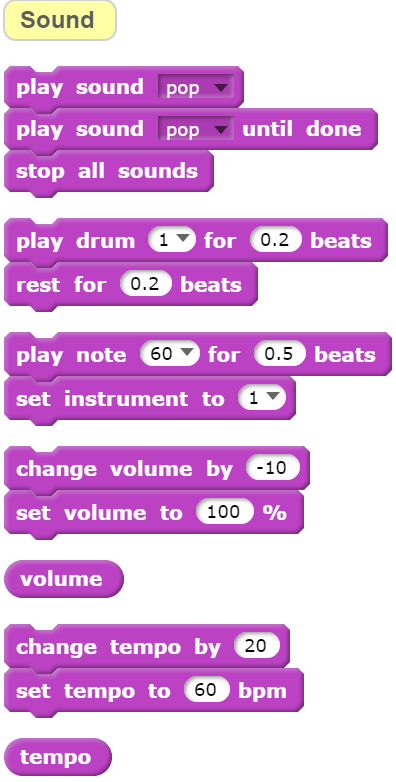 Sound
play sound pop
play sound pop until done
stop all sounds
play drum 1 for 0.2 beats
rest for 0.2 beats
play note 60 for 0.5 beats
set instrument to 1
change volume by -10
set volume to 100 %
volume
change tempo by 20
set tempo to 60 bpm
tempo